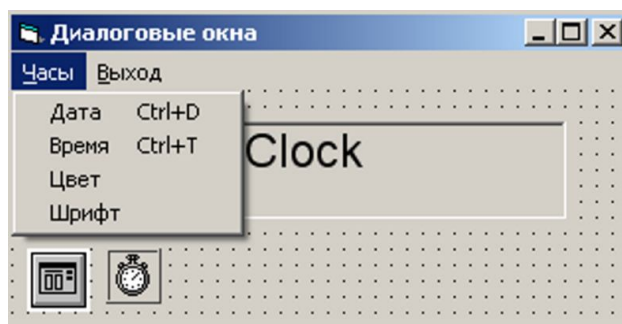 Диалоговые окна
Часы Выход
Дата Ctrl+D
Время Ctrl+T
Цвет
Шрифт
Clock